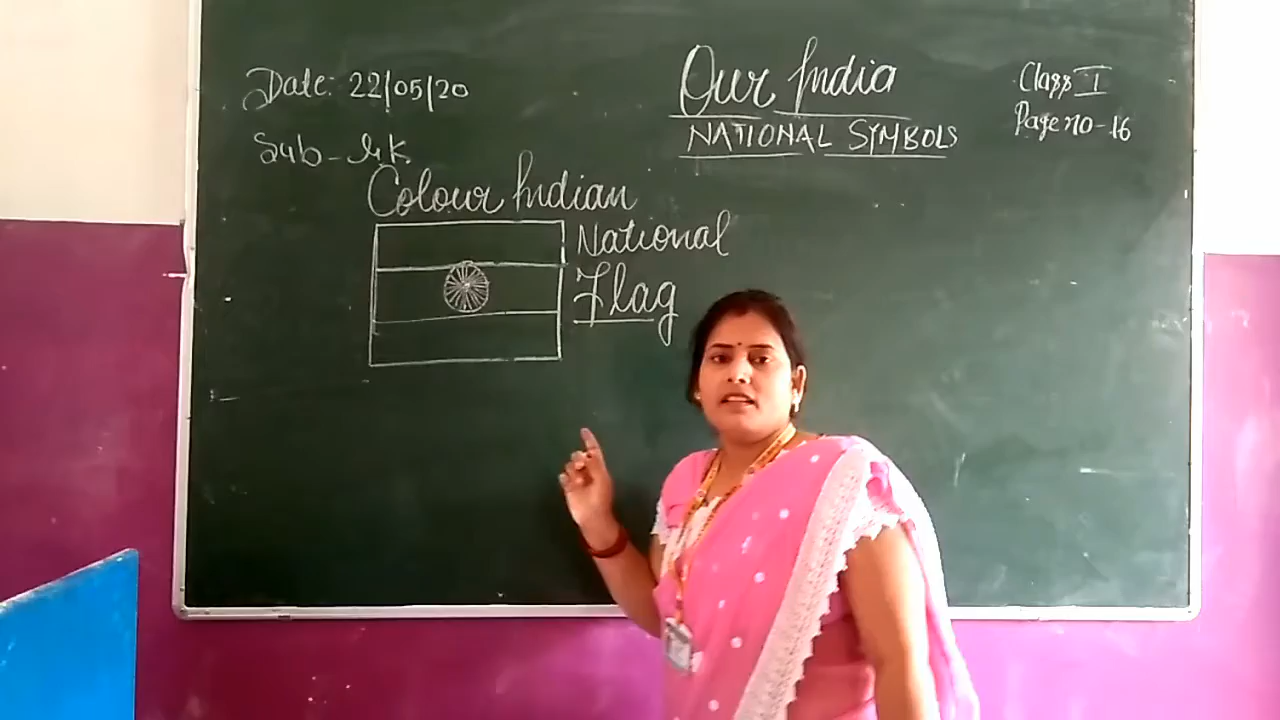 Date: 22/05/20
Sub - G.K.
Our India
NATIONAL SYMBOLS
Class I
Page no - 16
Colour Indian
National
Flag